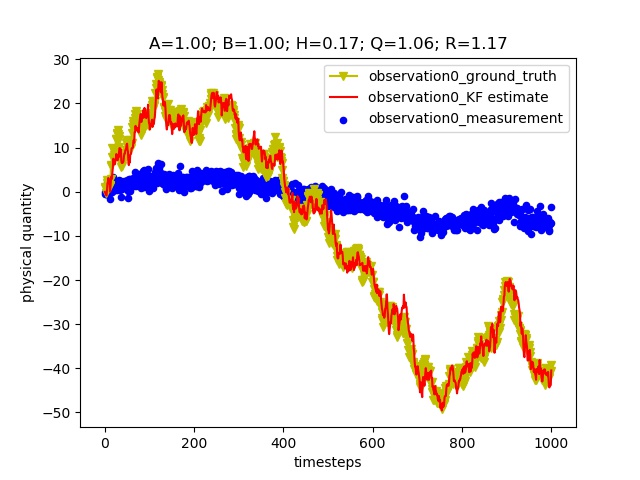 A=1.00; B=1.00; H=0.17; Q=1.06; R=1.17
observation0_ground_truth
observation0_KF estimate
observation0_measurement
physical quantity
30
20
10
0
−10
−20
−30
−40
−50
0 200 400 600 800 1000
timesteps